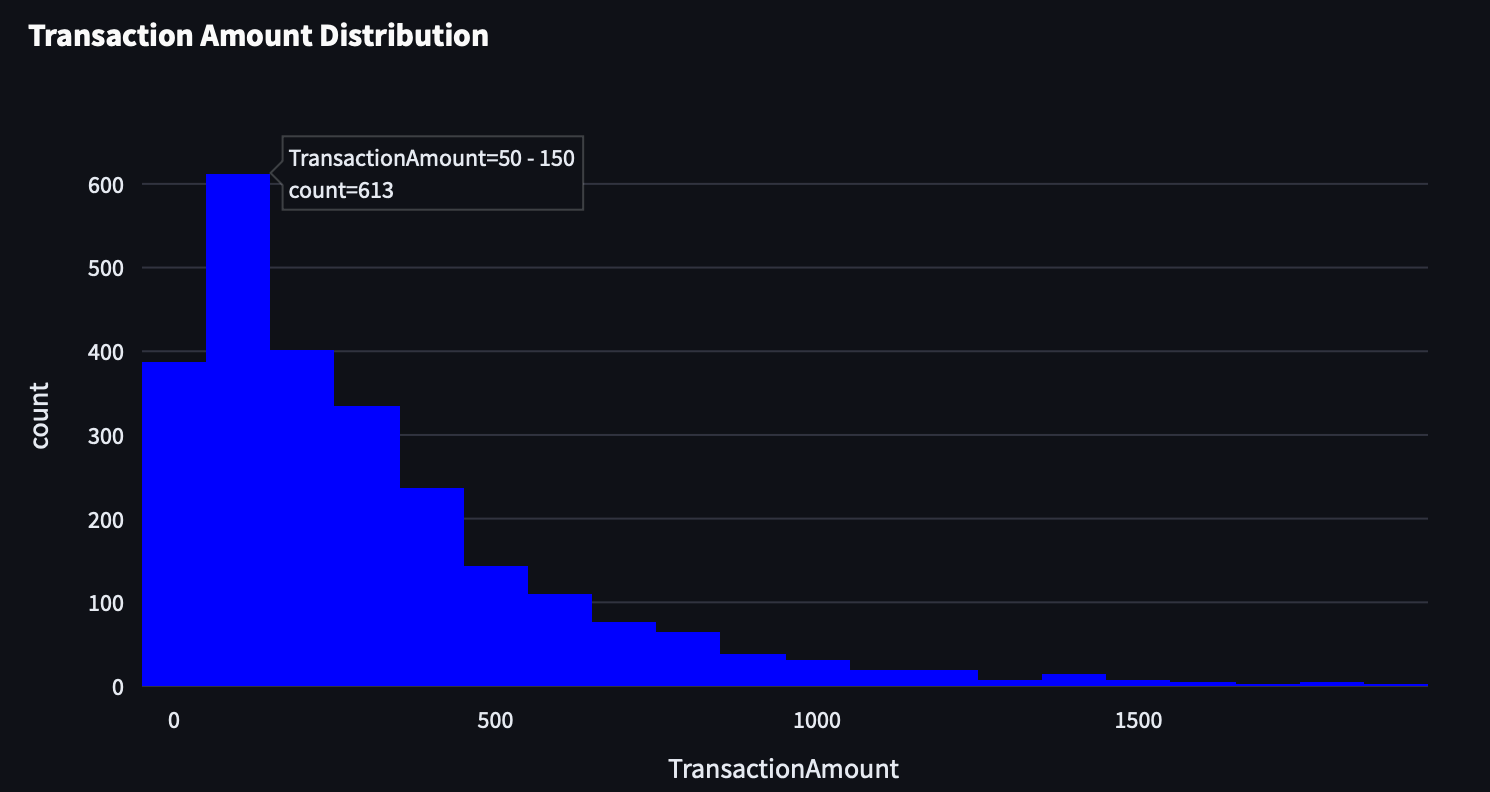 Transaction Amount Distribution
TransactionAmount=50 - 150
count=613
600
500
400
300
200
100
0
count
0
500
1000
1500
TransactionAmount